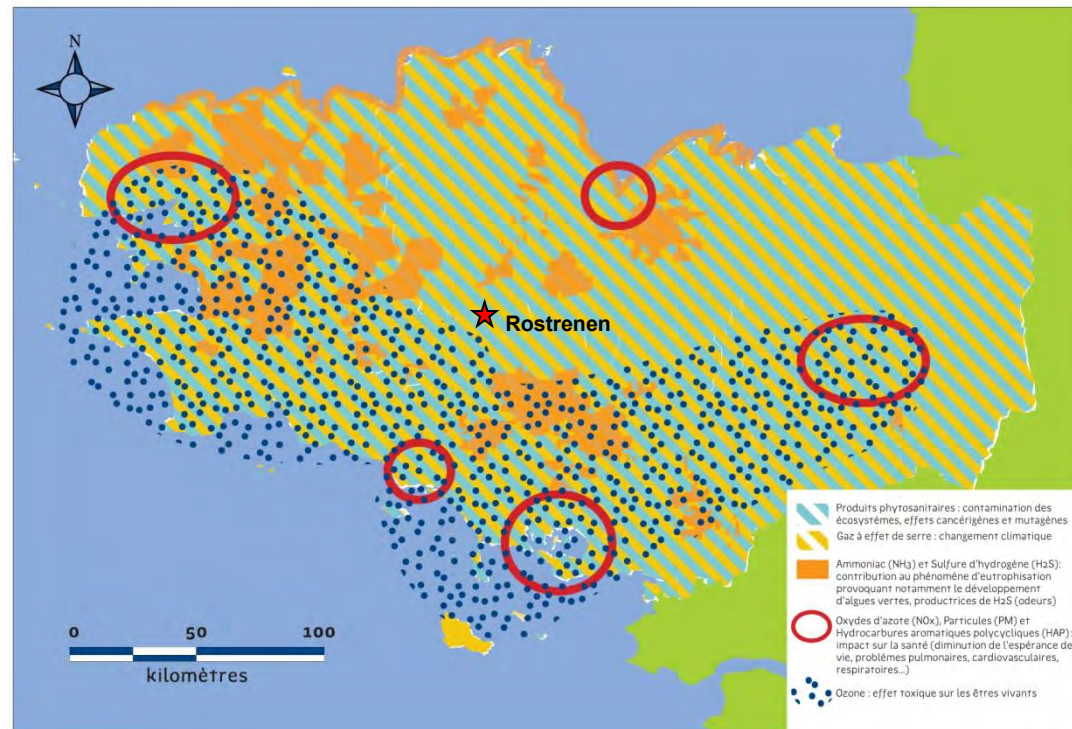 N
Rostrenen
Produits phytosanitaires : contamination des
écosystèmes, effets cancérigènes et mutagènes
Gaz à effet de serre : changement climatique
Ammoniac (NH3) et Sulfure d'hydrogène (H2S):
contribution au phénomène d'eutrophisation
provoquant notamment le développement
d'algues vertes, productrices de H2S (odeurs)
Oxydes d'azote (NOx), Particules (PM) et
Hydrocarbures aromatiques polycycliques (HAP) :
impact sur la santé (diminution de l'espérance de
vie, problèmes pulmonaires, cardiovasculaires,
respiratoires...)
Ozone : effet toxique sur les êtres vivants
0 50 100
kilomètres